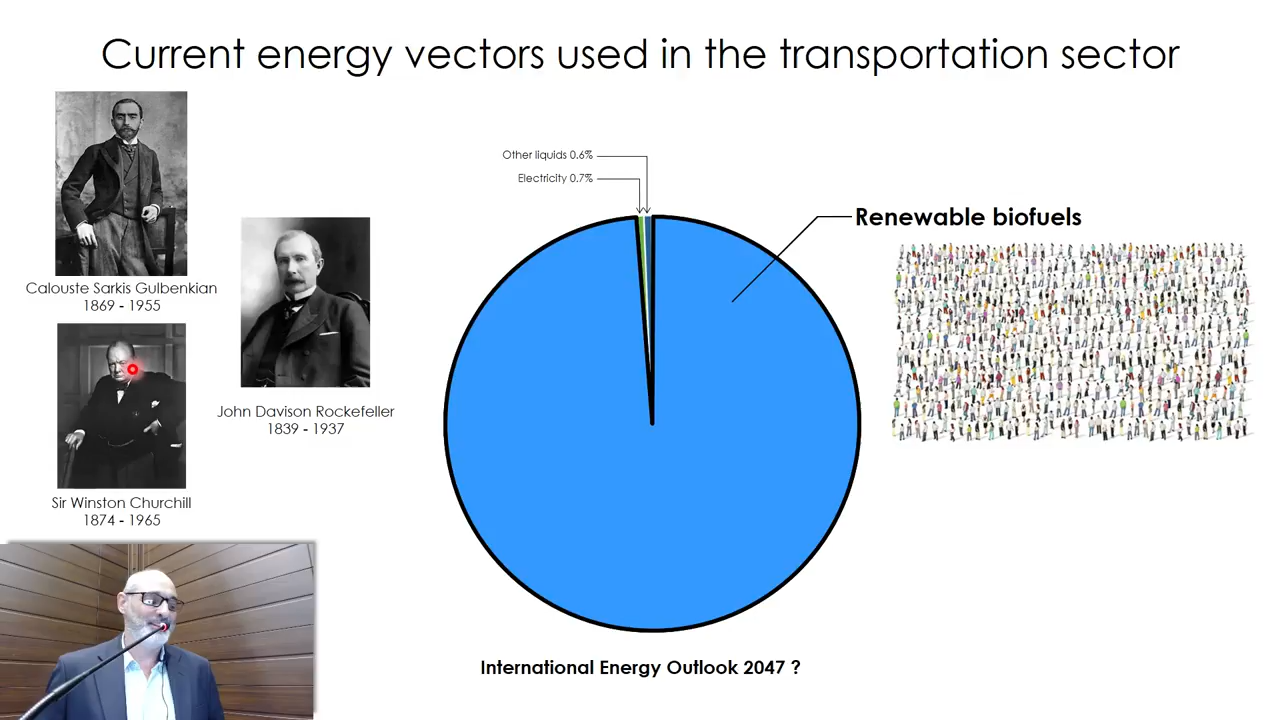 Current energy vectors used in the transportation sector
Calouste Sarkis Gulbenkian
1869 - 1955
John Davison Rockefeller
1839 - 1937
Sir Winston Churchill
1874 - 1965
Other liquids 0.6%
Electricity 0.7%
Renewable biofuels
International Energy Outlook 2047 ?